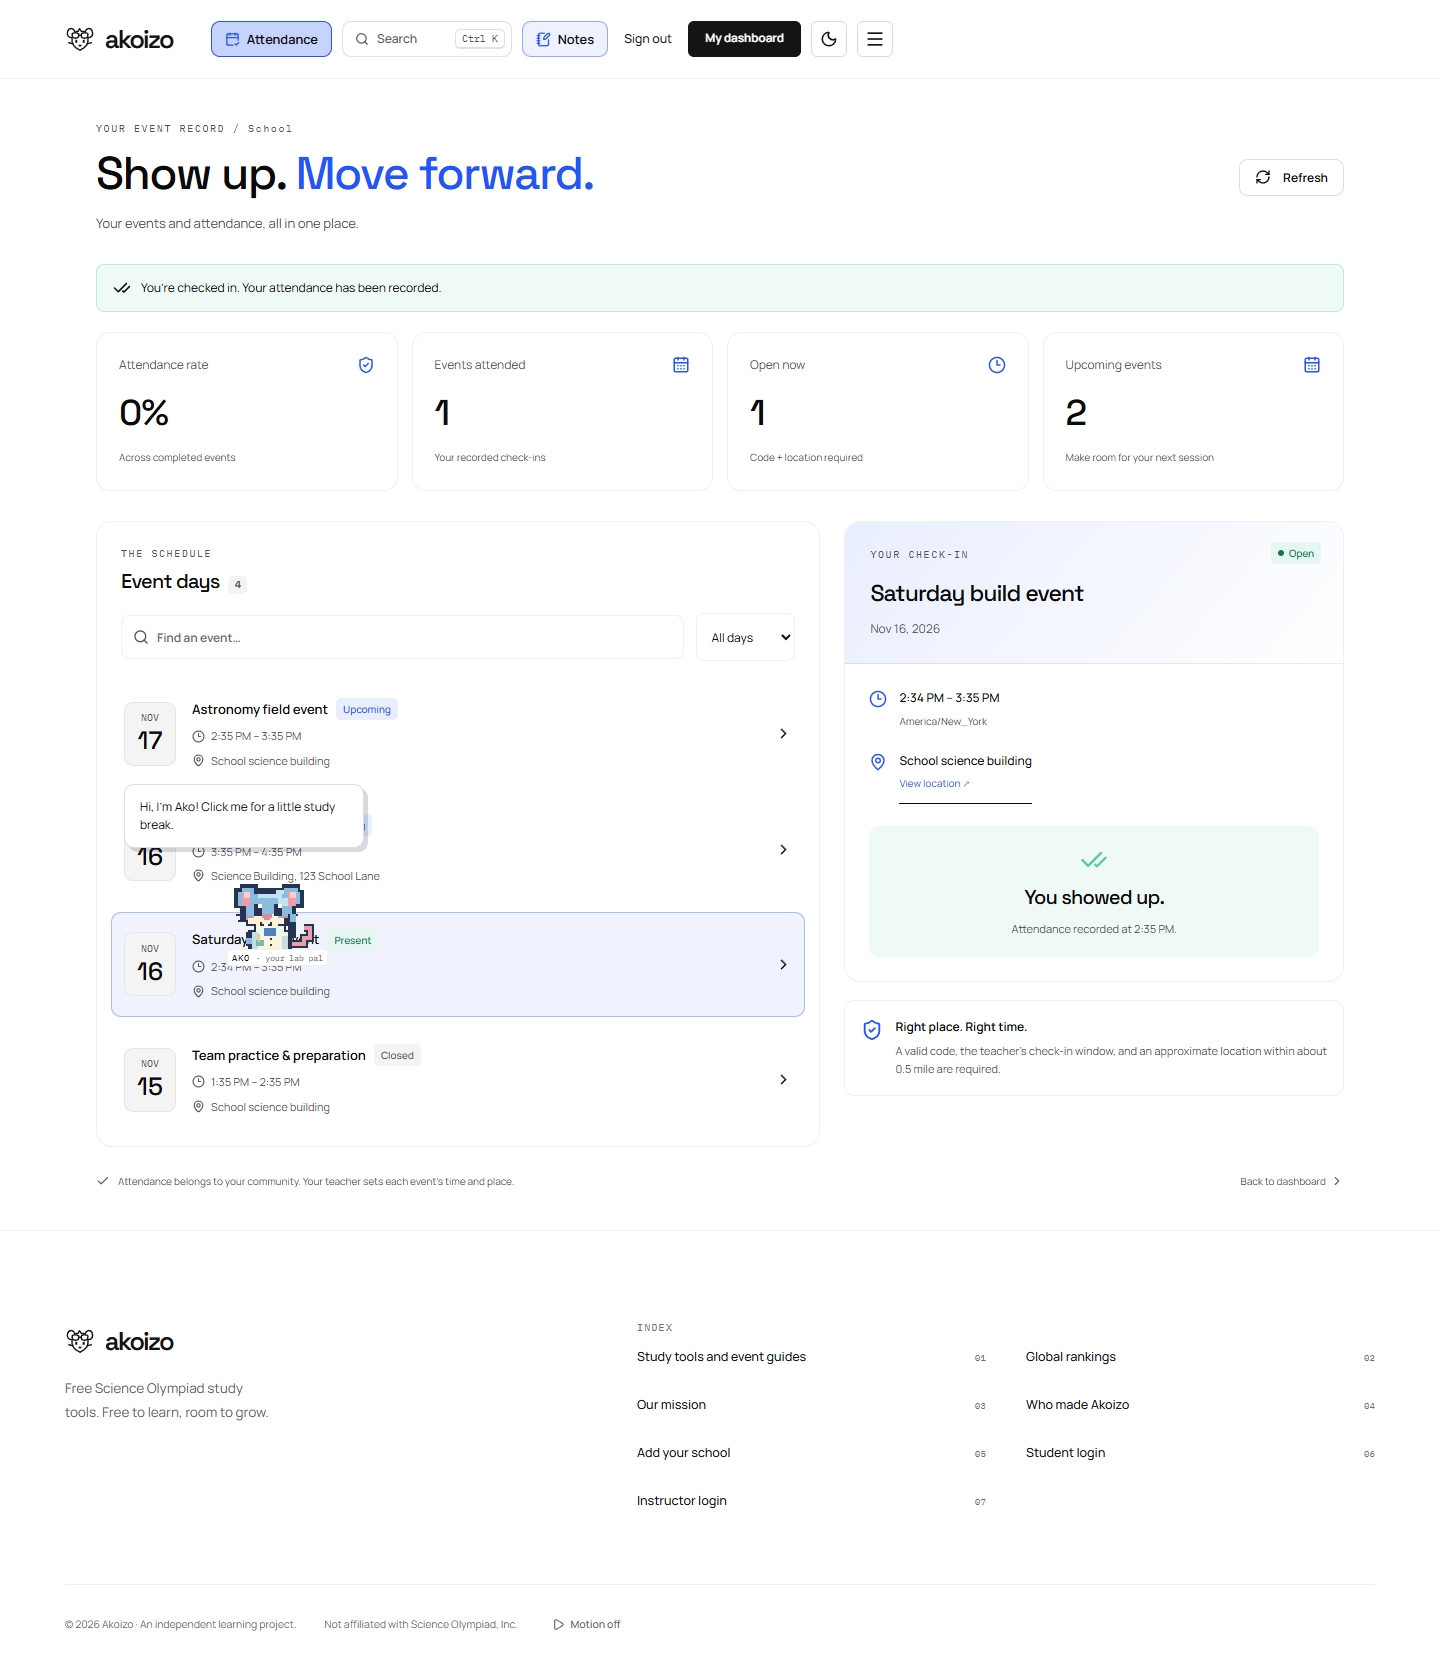 akoizo
Attendance
Search
Ctrl K
Notes
Sign out
My dashboard
YOUR EVENT RECORD / School
Show up. Move forward.
Refresh
Your events and attendance, all in one place.
You're checked in. Your attendance has been recorded.
Attendance rate
0%
Across completed events
Events attended
1
Your recorded check-ins
Open now
1
Code + location required
Upcoming events
2
Make room for your next session
THE SCHEDULE
Event days 4
Find an event...
All days
NOV
17
Astronomy field event Upcoming
2:35 PM – 3:35 PM
School science building
Hi, I'm Ako! Click me for a little study
break.
16
3:35 PM – 4:35 PM
Science Building, 123 School Lane
NOV
16
Saturday
Present
AKO · your lab pal
2:34 PM – 3:35 PM
School science building
NOV
15
Team practice & preparation Closed
1:35 PM – 2:35 PM
School science building
YOUR CHECK-IN
Open
Saturday build event
Nov 16, 2026
2:34 PM – 3:35 PM
America/New_York
School science building
View location ↗
You showed up.
Attendance recorded at 2:35 PM.
Right place. Right time.
A valid code, the teacher's check-in window, and an approximate location within about
0.5 mile are required.
Attendance belongs to your community. Your teacher sets each event's time and place.
Back to dashboard
akoizo
Free Science Olympiad study
tools. Free to learn, room to grow.
INDEX
Study tools and event guides 01
Global rankings 02
Our mission 03
Who made Akoizo 04
Add your school 05
Student login 06
Instructor login 07
© 2026 Akoizo · An independent learning project.
Not affiliated with Science Olympiad, Inc.
Motion off